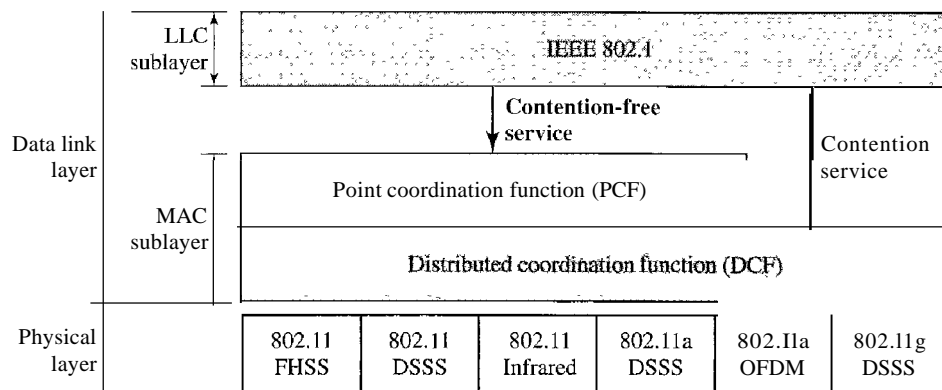 LLC
sublayer
IEEE 802.1
Contention-free
service
Data link
layer
Contention
service
Point coordination function (PCF)
MAC
sublayer
Distributed coordination function (DCF)
Physical
layer
802.11
FHSS
802.11
DSSS
802.11
Infrared
802.11a
DSSS
802.IIa
OFDM
802.11g
DSSS